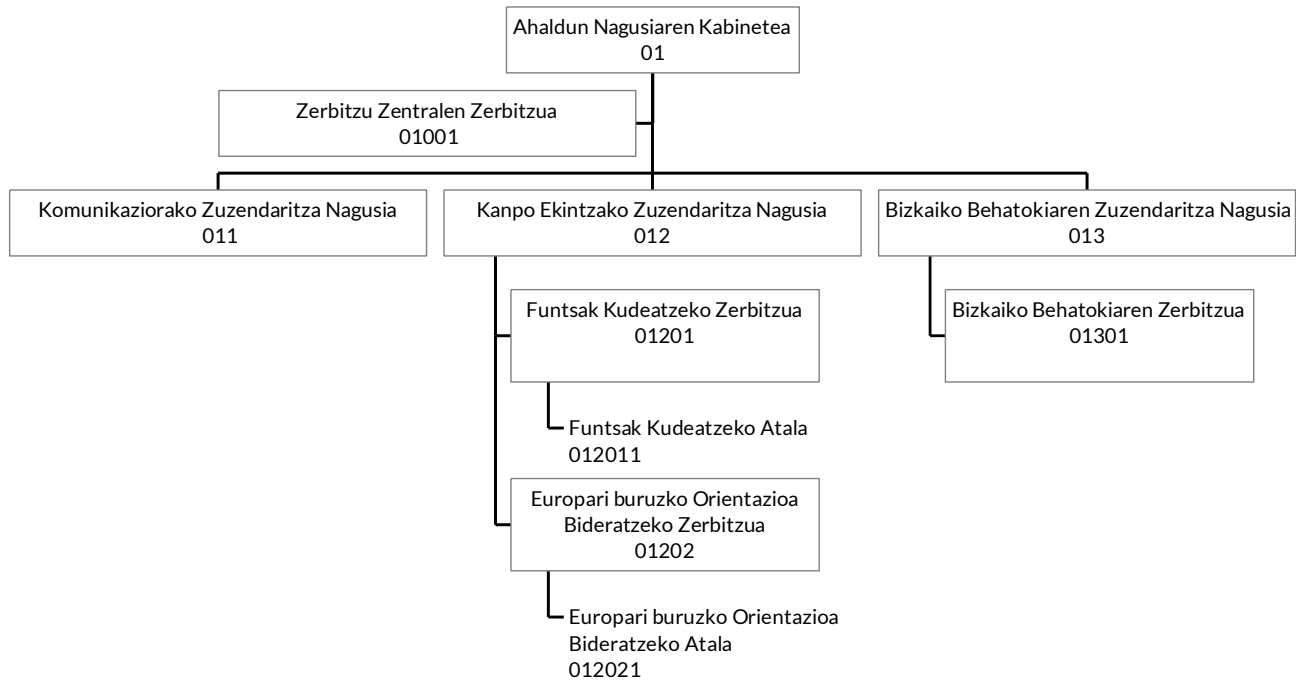 Ahaldun Nagusiaren Kabinetea
01
Zerbitzu Zentralen Zerbitzua
01001
Komunikaziorako Zuzendaritza Nagusia
011
Kanpo Ekintzako Zuzendaritza Nagusia
012
Bizkaiko Behatokiaren Zuzendaritza Nagusia
013
Funtsak Kudeatzeko Zerbitzua
01201
Bizkaiko Behatokiaren Zerbitzua
01301
Funtsak Kudeatzeko Atala
012011
Europari buruzko Orientazioa
Bideratzeko Zerbitzua
01202
Europari buruzko Orientazioa
Bideratzeko Atala
012021